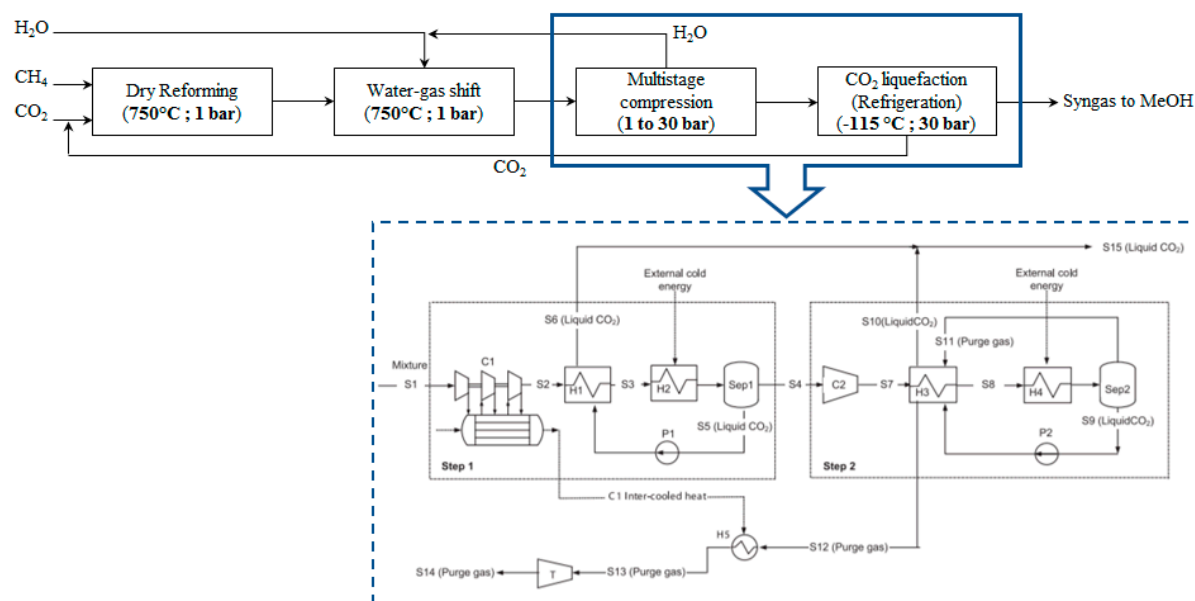 H₂O
H₂O
CH₄
CO₂
Dry Reforming
(750°C ; 1 bar)
Water-gas shift
(750°C ; 1 bar)
Multistage
compression
(1 to 30 bar)
CO₂ liquefaction
(Refrigeration)
(-115 °C ; 30 bar)
Syngas to MeOH
CO₂
S15 (Liquid CO₂)
External cold
energy
External cold
energy
S6 (Liquid CO₂)
S10(LiquidCO₂)
S11 (Purge gas)
Mixture
S1
C1
S2
H1
S3
H2
Sep1
S4
C2
S7
H3
S8
H4
Sep2
S5 (Liquid CO₂)
P1
S9 (LiquidCO₂)
P2
Step 1
Step 2
C1 Inter-cooled heat
H5
S12 (Purge gas)
S14 (Purge gas)
T
S13 (Purge gas)